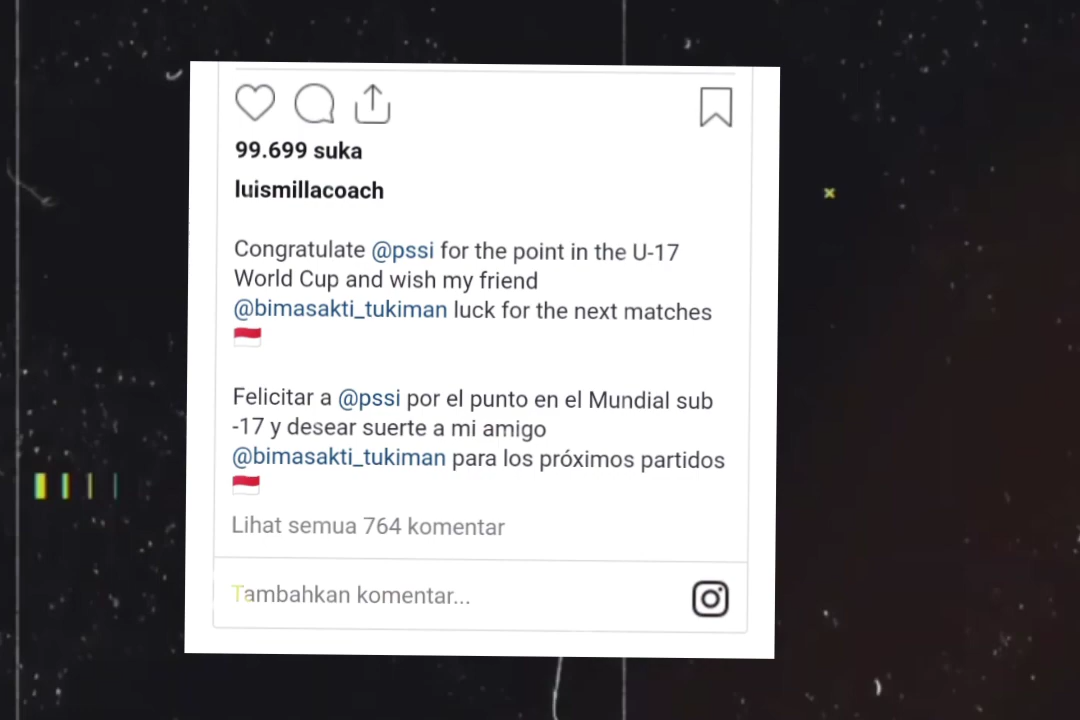 99.699 suka
luismillacoach
Congratulate @pssi for the point in the U-17
World Cup and wish my friend
@bimasakti_tukiman luck for the next matches
🇮🇩
Felicitar a @pssi por el punto en el Mundial sub
-17 y desear suerte a mi amigo
@bimasakti_tukiman para los próximos partidos
🇮🇩
Lihat semua 764 komentar
Tambahkan komentar...